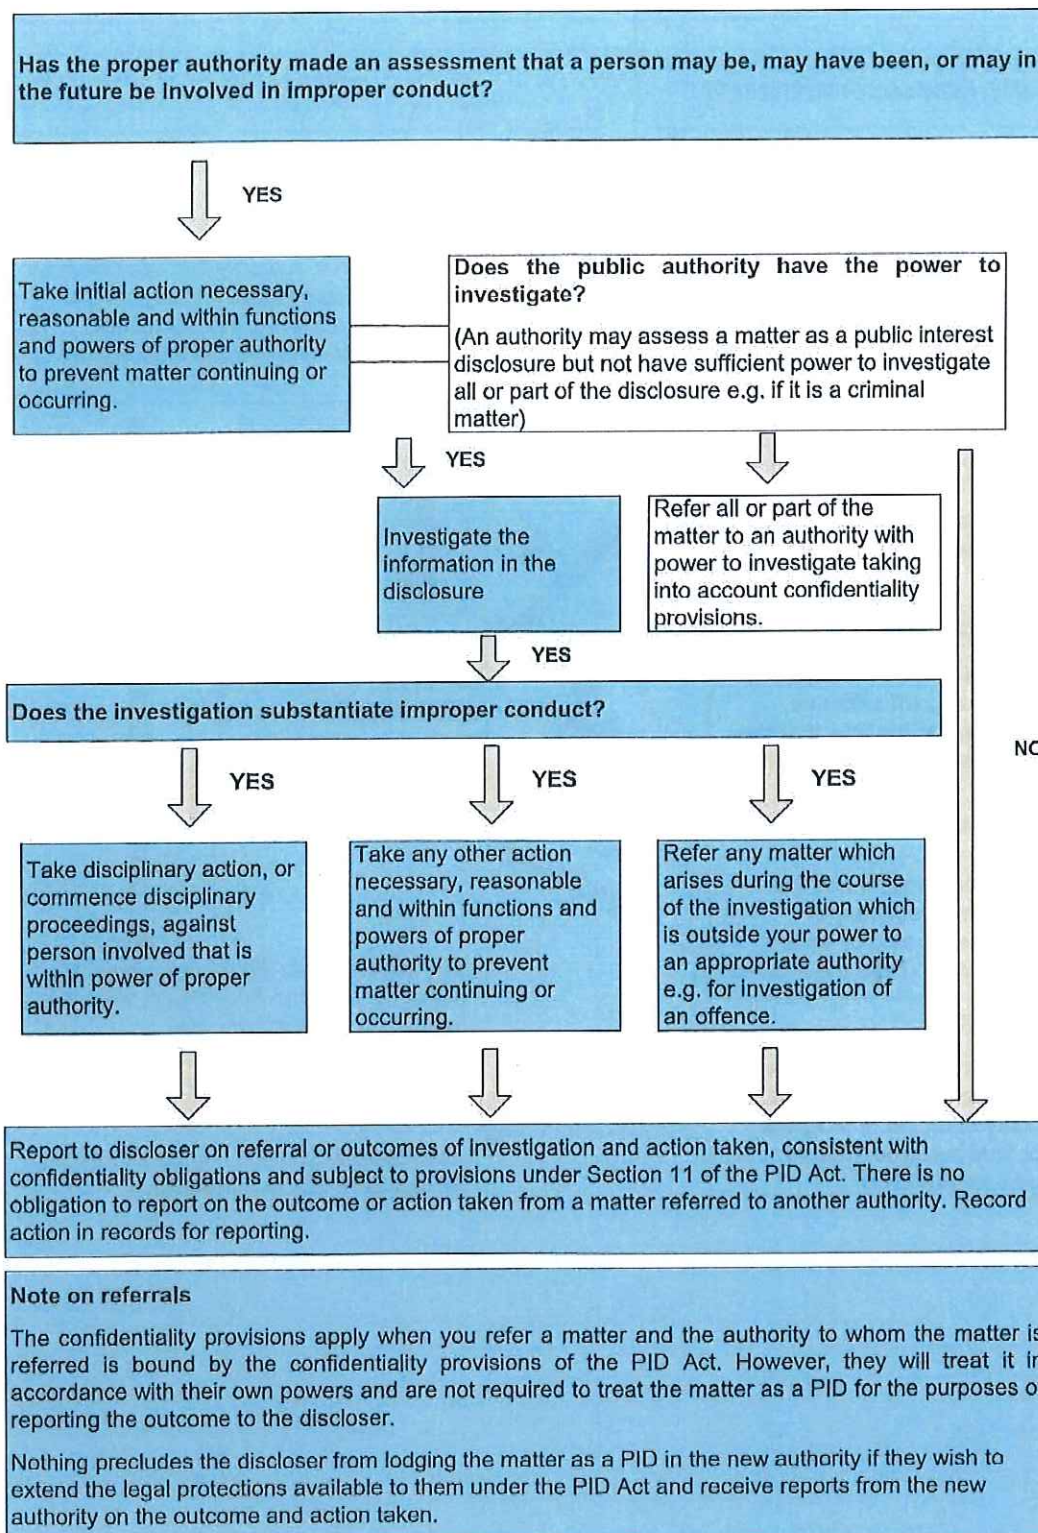 Has the proper authority made an assessment that a person may be, may have been, or may in
the future be involved in improper conduct?
YES
Take initial action necessary,
reasonable and within functions
and powers of proper authority
to prevent matter continuing or
occurring.
Does the public authority have the power to
investigate?
(An authority may assess a matter as a public interest
disclosure but not have sufficient power to investigate
all or part of the disclosure e.g. if it is a criminal
matter)
YES
Investigate the
information in the
disclosure
Refer all or part of the
matter to an authority with
power to investigate taking
into account confidentiality
provisions.
YES
Does the investigation substantiate improper conduct?
NO
YES
YES
YES
Take disciplinary action, or
commence disciplinary
proceedings, against
person involved that is
within power of proper
authority.
Take any other action
necessary, reasonable
and within functions and
powers of proper
authority to prevent
matter continuing or
occurring.
Refer any matter which
arises during the course
of the investigation which
is outside your power to
an appropriate authority
e.g. for investigation of
an offence.
Report to discloser on referral or outcomes of investigation and action taken, consistent with
confidentiality obligations and subject to provisions under Section 11 of the PID Act. There is no
obligation to report on the outcome or action taken from a matter referred to another authority. Record
action in records for reporting.
Note on referrals
The confidentiality provisions apply when you refer a matter and the authority to whom the matter is
referred is bound by the confidentiality provisions of the PID Act. However, they will treat it in
accordance with their own powers and are not required to treat the matter as a PID for the purposes of
reporting the outcome to the discloser.
Nothing precludes the discloser from lodging the matter as a PID in the new authority if they wish to
extend the legal protections available to them under the PID Act and receive reports from the new
authority on the outcome and action taken.